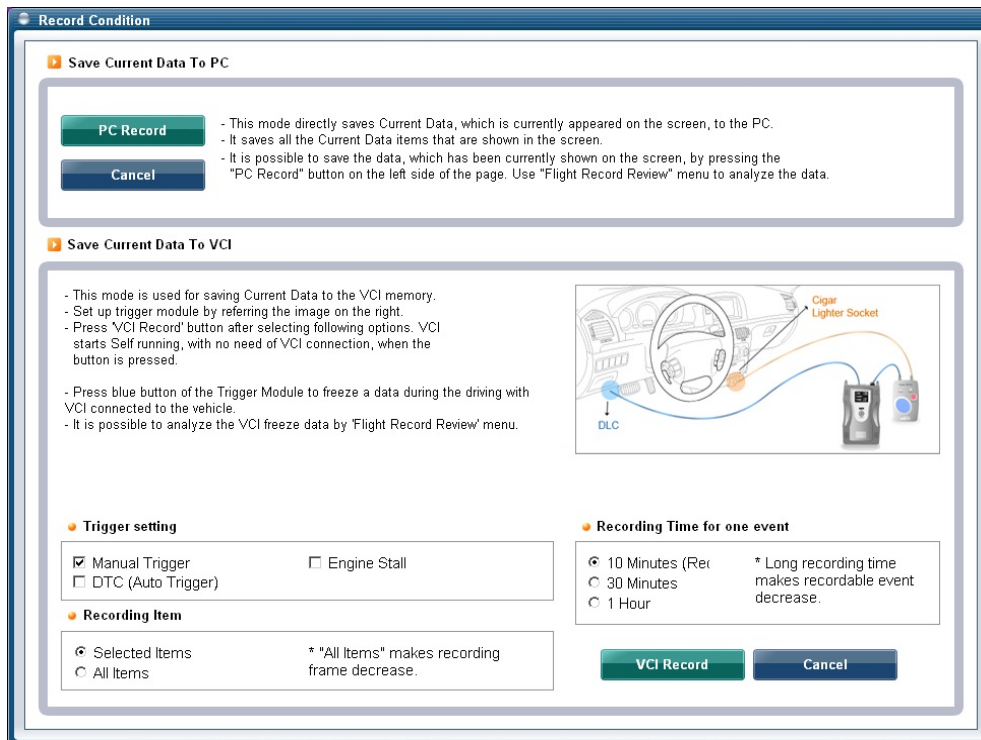 Record Condition
Save Current Data To PC
PC Record
Cancel
- This mode directly saves Current Data, which is currently appeared on the screen, to the PC.
- It saves all the Current Data items that are shown in the screen.
- It is possible to save the data, which has been currently shown on the screen, by pressing the
"PC Record" button on the left side of the page. Use "Flight Record Review" menu to analyze the data.
Save Current Data To VCI
- This mode is used for saving Current Data to the VCI memory.
- Set up trigger module by referring the image on the right.
- Press 'VCI Record' button after selecting following options. VCI
starts Self running, with no need of VCI connection, when the
button is pressed.
- Press blue button of the Trigger Module to freeze a data during the driving with
VCI connected to the vehicle.
- It is possible to analyze the VCI freeze data by 'Flight Record Review' menu.
Cigar
Lighter Socket
DLC
Trigger setting
Manual Trigger
Engine Stall
DTC (Auto Trigger)
Recording Item
Selected Items
All Items
* "All Items" makes recording
frame decrease.
Recording Time for one event
10 Minutes (Rec
30 Minutes
1 Hour
* Long recording time
makes recordable event
decrease.
VCI Record
Cancel